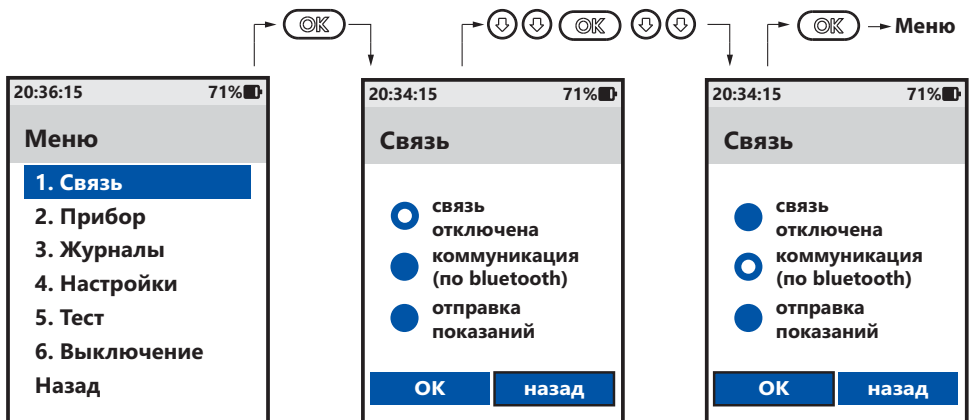 OK
OK
OK
Меню
20:36:15 71%
Меню
1. Связь
2. Прибор
3. Журналы
4. Настройки
5. Тест
6. Выключение
Назад
20:34:15 71%
Связь
связь
отключена
коммуникация
(по bluetooth)
отправка
показаний
ОК назад
20:34:15 71%
Связь
связь
отключена
коммуникация
(по bluetooth)
отправка
показаний
ОК назад